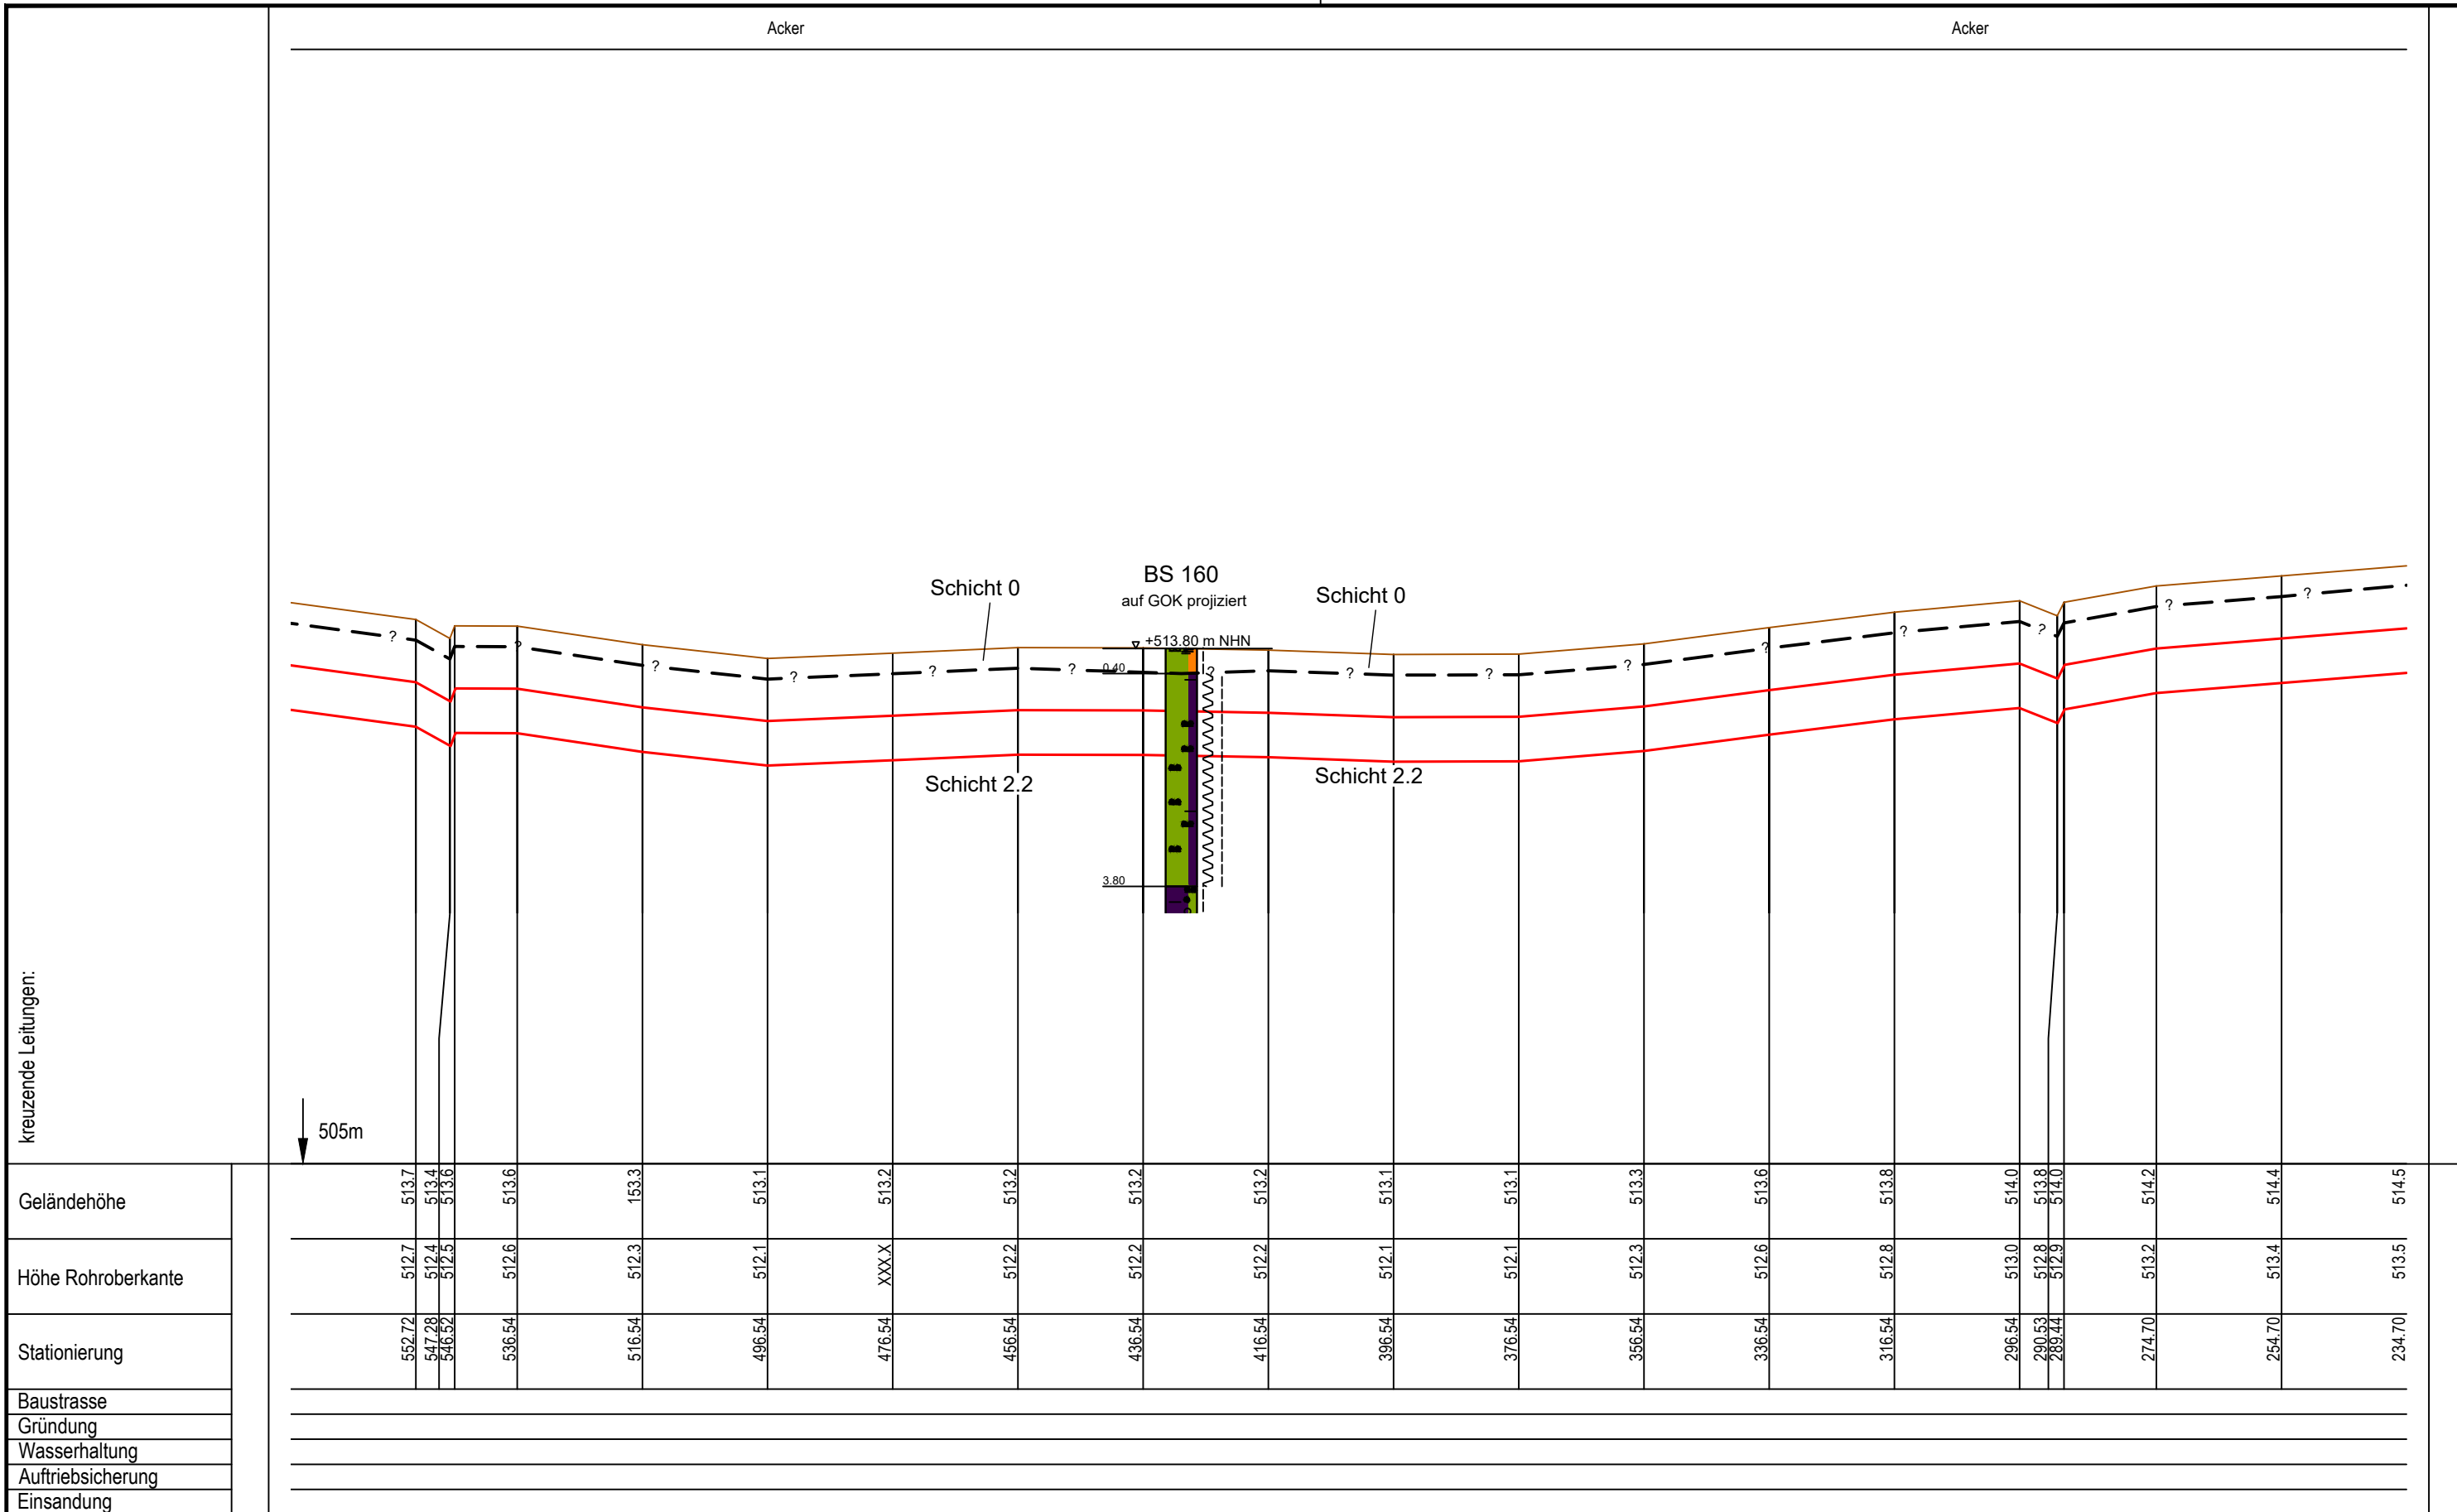 Acker Acker
BS 160
auf GOK projiziert
Schicht 0
Schicht 0
+513.80 m NHN
? ? ? ? ? ? ? ? ? ? ? ? ? ? ? ?
0.40
Schicht 2.2
Schicht 2.2
3.80
kreuzende Leitungen:
505m
Geländehöhe 513.7 513.4 513.6 513.6 153.3 513.1 513.2 513.2 513.2 513.2 513.1 513.1 513.3 513.6 513.8 514.0 513.8 514.0 514.2 514.4 514.5
Höhe Rohroberkante 512.7 512.4 512.5 512.6 512.3 512.1 XXX.X 512.2 512.2 512.2 512.1 512.1 512.3 512.6 512.8 513.0 512.8 512.9 513.2 513.4 513.5
Stationierung 552.72 547.28 546.52 536.54 516.54 496.54 476.54 456.54 436.54 416.54 396.54 376.54 356.54 336.54 316.54 296.54 290.53 289.44 274.70 254.70 234.70
Baustrasse
Gründung
Wasserhaltung
Auftriebsicherung
Einsandung